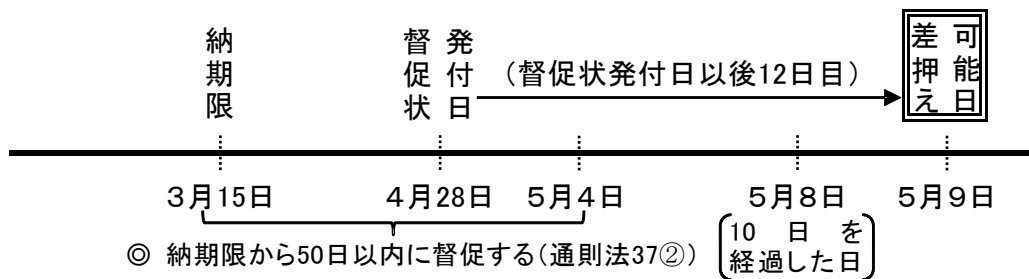 納期限
督促状
発付日
(督促状発付日以後12日目)
差押え
可能日
3月15日
4月28日
5月4日
5月8日
5月9日
◎ 納期限から50日以内に督促する(通則法37②)
10日を
経過した日